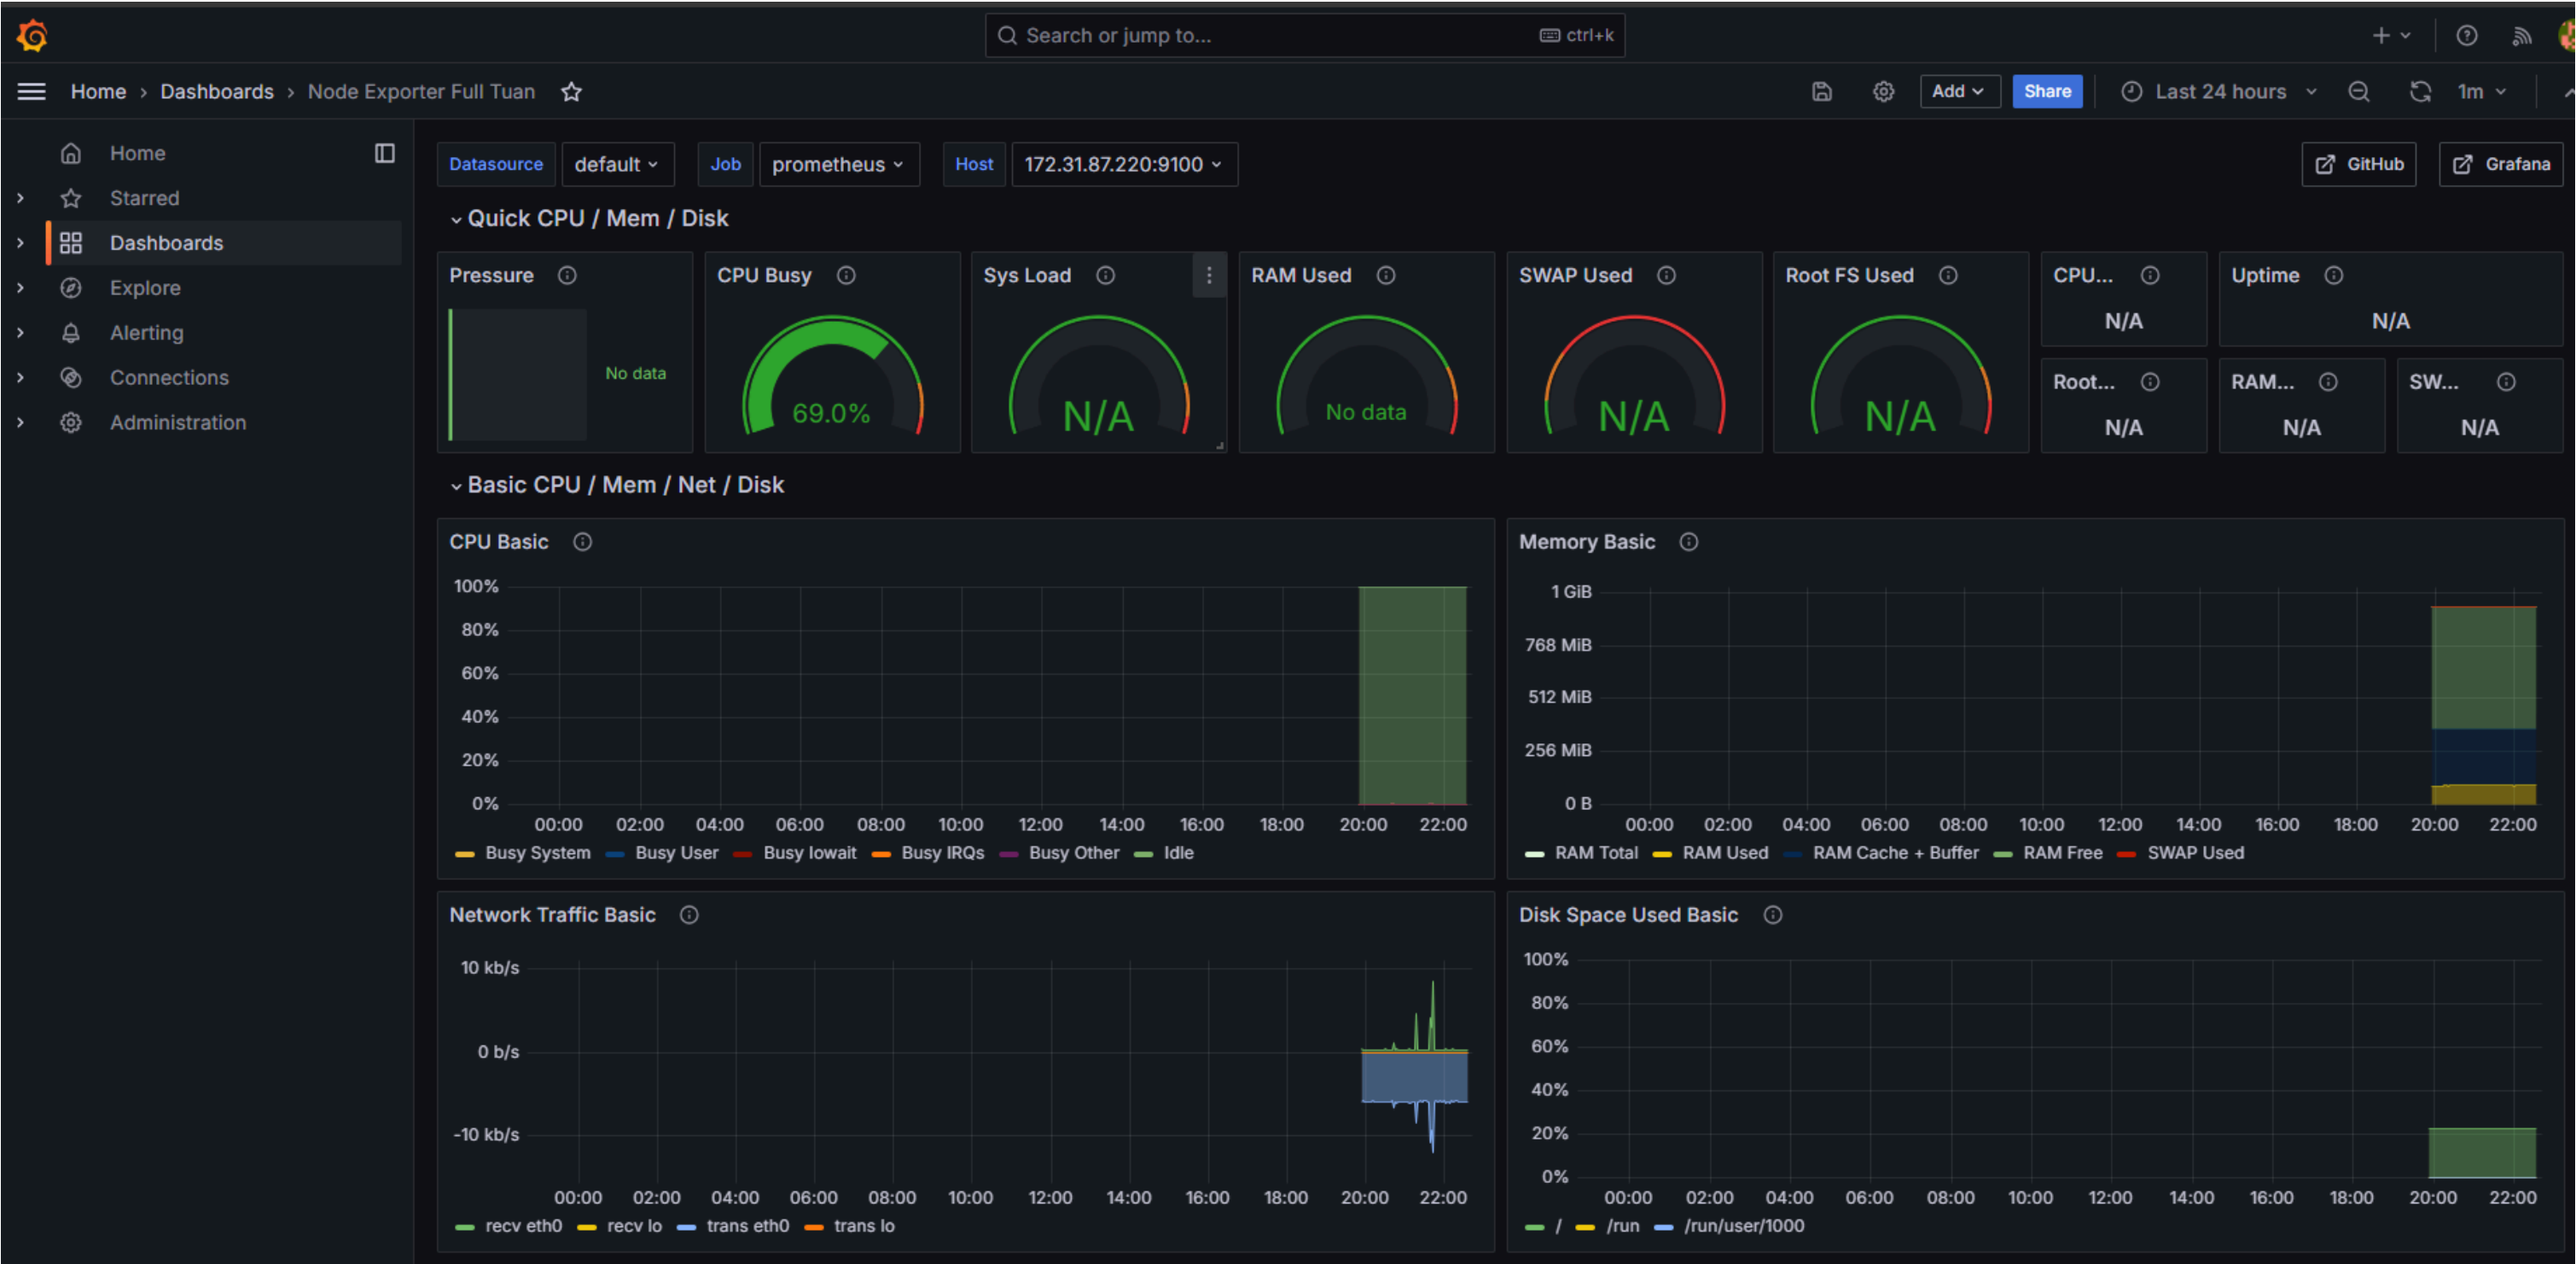 Search or jump to... ctrl+k
Home › Dashboards › Node Exporter Full Tuan
Add Share Last 24 hours 1m
Home
Starred
Dashboards
Explore
Alerting
Connections
Administration
Datasource default Job prometheus Host 172.31.87.220:9100 GitHub Grafana
Quick CPU / Mem / Disk
Pressure
No data
CPU Busy
69.0%
Sys Load
N/A
RAM Used
No data
SWAP Used
N/A
Root FS Used
N/A
CPU...
N/A
Uptime
N/A
Root...
N/A
RAM...
N/A
SW...
N/A
Basic CPU / Mem / Net / Disk
CPU Basic
100%
80%
60%
40%
20%
0%
00:00 02:00 04:00 06:00 08:00 10:00 12:00 14:00 16:00 18:00 20:00 22:00
Busy System Busy User Busy Iowait Busy IRQs Busy Other Idle
Memory Basic
1 GiB
768 MiB
512 MiB
256 MiB
0 B
00:00 02:00 04:00 06:00 08:00 10:00 12:00 14:00 16:00 18:00 20:00 22:00
RAM Total RAM Used RAM Cache + Buffer RAM Free SWAP Used
Network Traffic Basic
10 kb/s
0 b/s
-10 kb/s
00:00 02:00 04:00 06:00 08:00 10:00 12:00 14:00 16:00 18:00 20:00 22:00
recv eth0 recv lo trans eth0 trans lo
Disk Space Used Basic
100%
80%
60%
40%
20%
0%
00:00 02:00 04:00 06:00 08:00 10:00 12:00 14:00 16:00 18:00 20:00 22:00
/ /run /run/user/1000